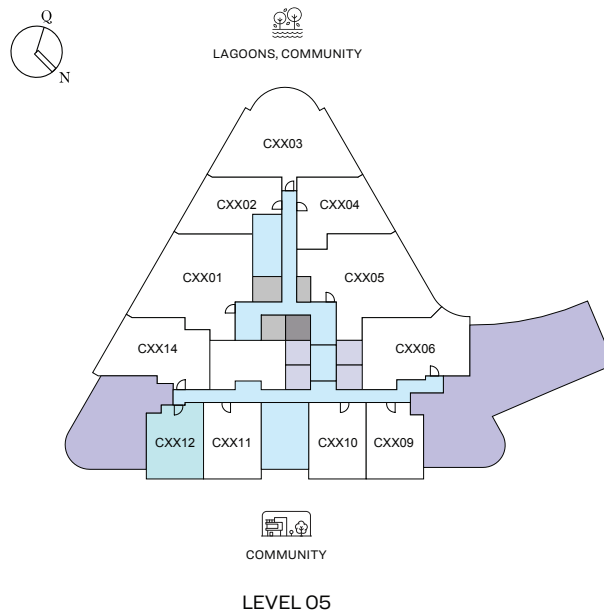 Q
N
LAGOONS, COMMUNITY
CXX03
CXX02
CXX04
CXX01
CXX05
CXX14
CXX06
CXX12
CXX11
CXX10
CXX09
COMMUNITY
LEVEL 05